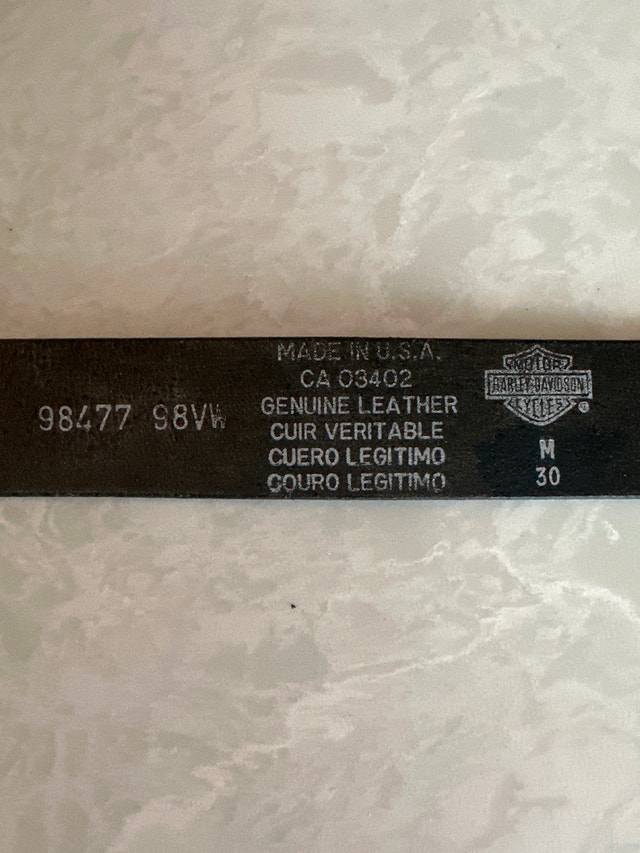 98477 98VW
MADE IN U.S.A.
CA 03402
GENUINE LEATHER
CUIR VERITABLE
CUERO LEGITIMO
COURO LEGITIMO
MOTOR
HARLEY-DAVIDSON
CYCLES
®
M
30